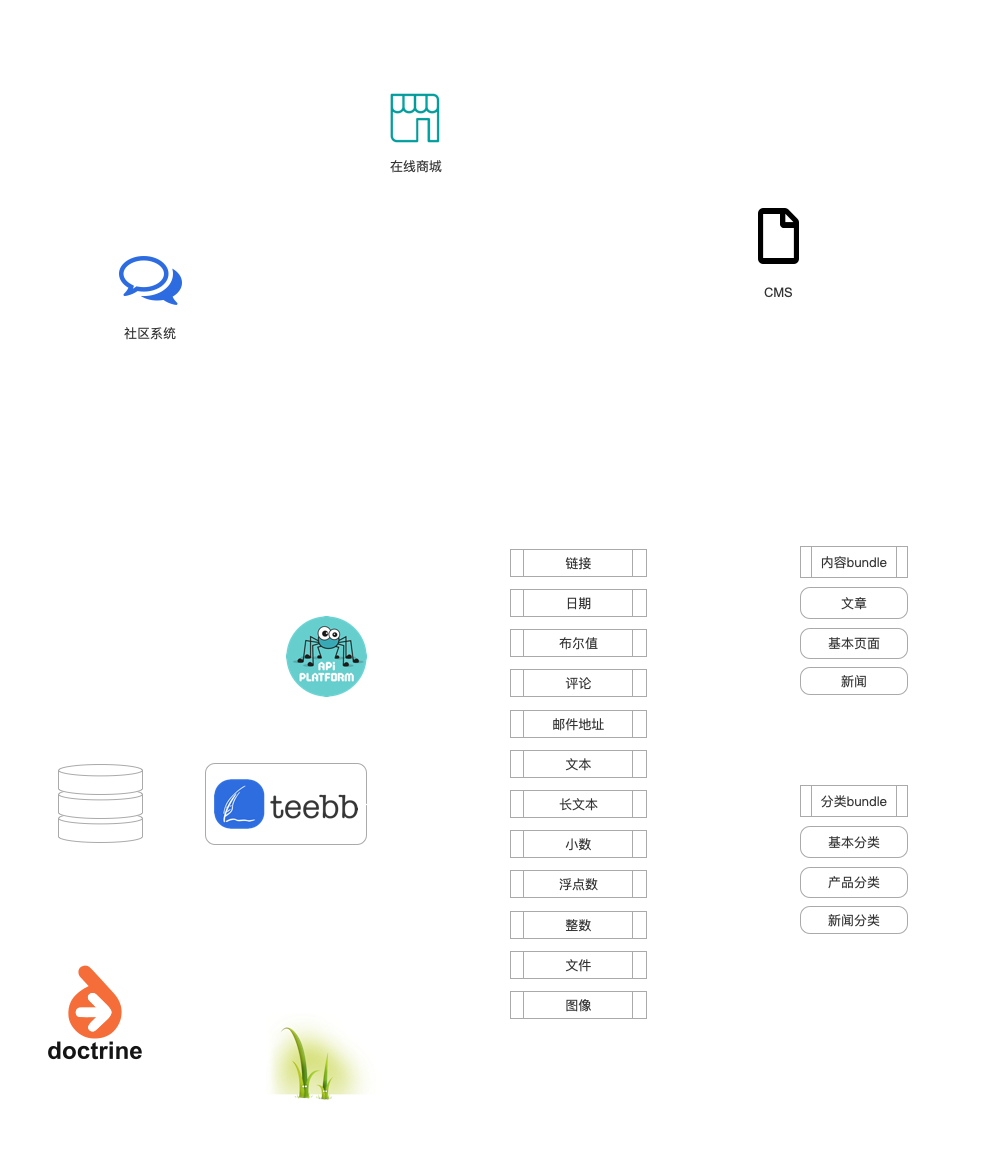 在线商城
CMS
社区系统
链接
日期
布尔值
评论
邮件地址
文本
长文本
小数
浮点数
整数
文件
图像
内容bundle
文章
基本页面
新闻
分类bundle
基本分类
产品分类
新闻分类
APi
PLATFORM
teebb
doctrine